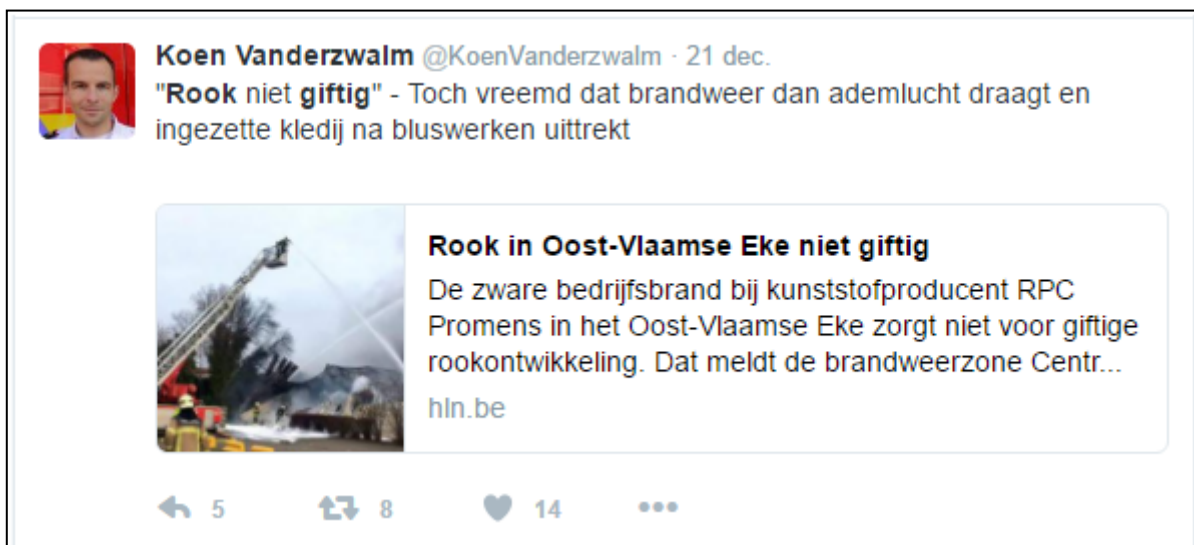 Koen Vanderzwalm @KoenVanderzwalm · 21 dec.
"Rook niet giftig" - Toch vreemd dat brandweer dan ademlucht draagt en
ingezette kledij na bluswerken uittrekt
Rook in Oost-Vlaamse Eke niet giftig
De zware bedrijfsbrand bij kunststofproducent RPC
Promens in het Oost-Vlaamse Eke zorgt niet voor giftige
rookontwikkeling. Dat meldt de brandweerzone Centr...
hln.be
5 8 14